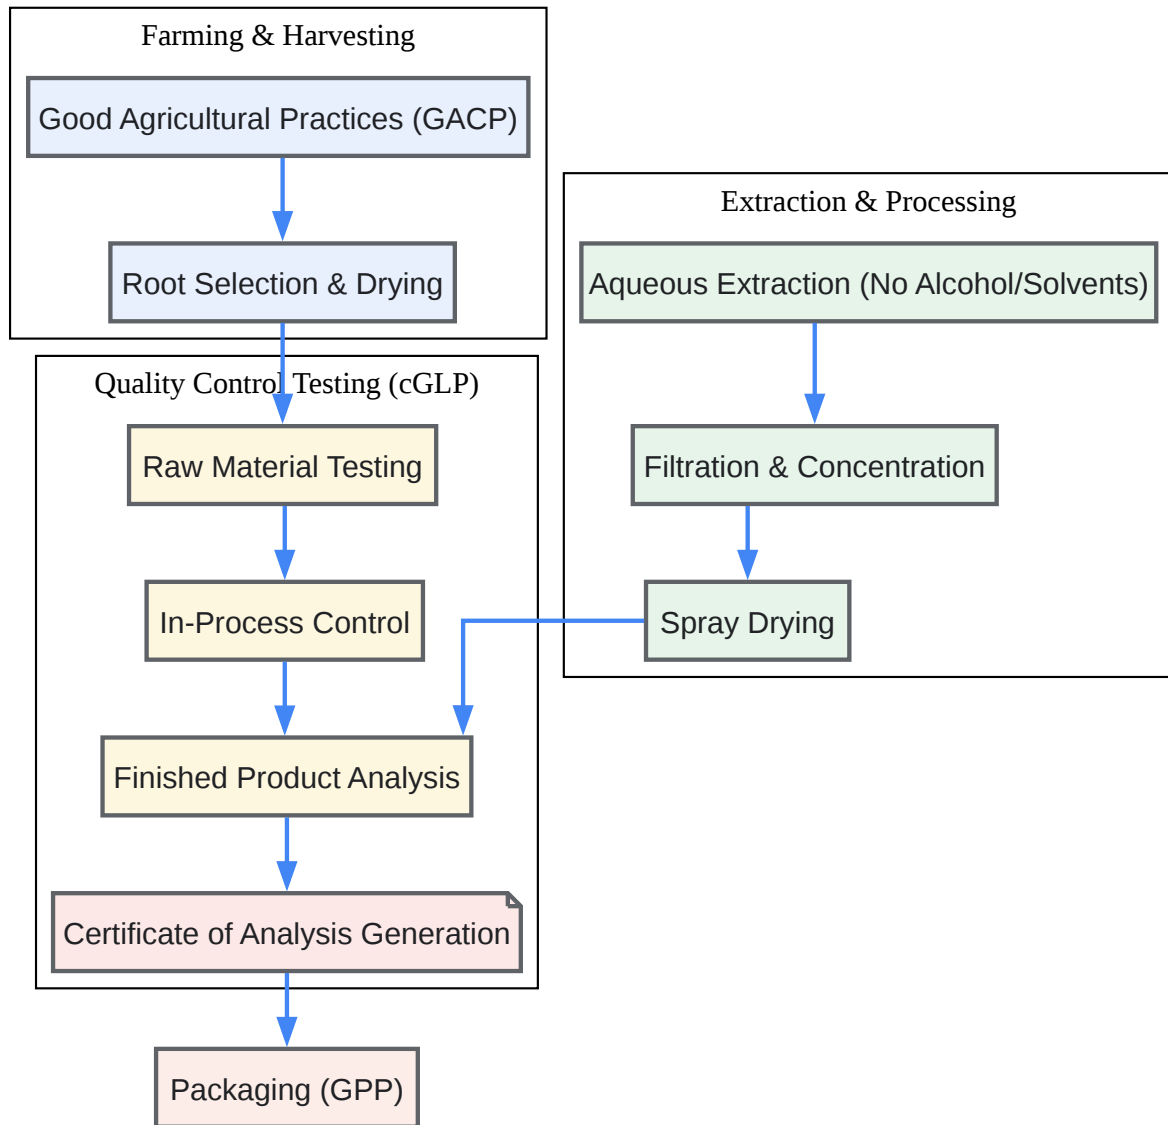 Farming & Harvesting
Good Agricultural Practices (GACP)
Root Selection & Drying
Extraction & Processing
Aqueous Extraction (No Alcohol/Solvents)
Filtration & Concentration
Spray Drying
Quality Control Testing (cGLP)
Raw Material Testing
In-Process Control
Finished Product Analysis
Certificate of Analysis Generation
Packaging (GPP)